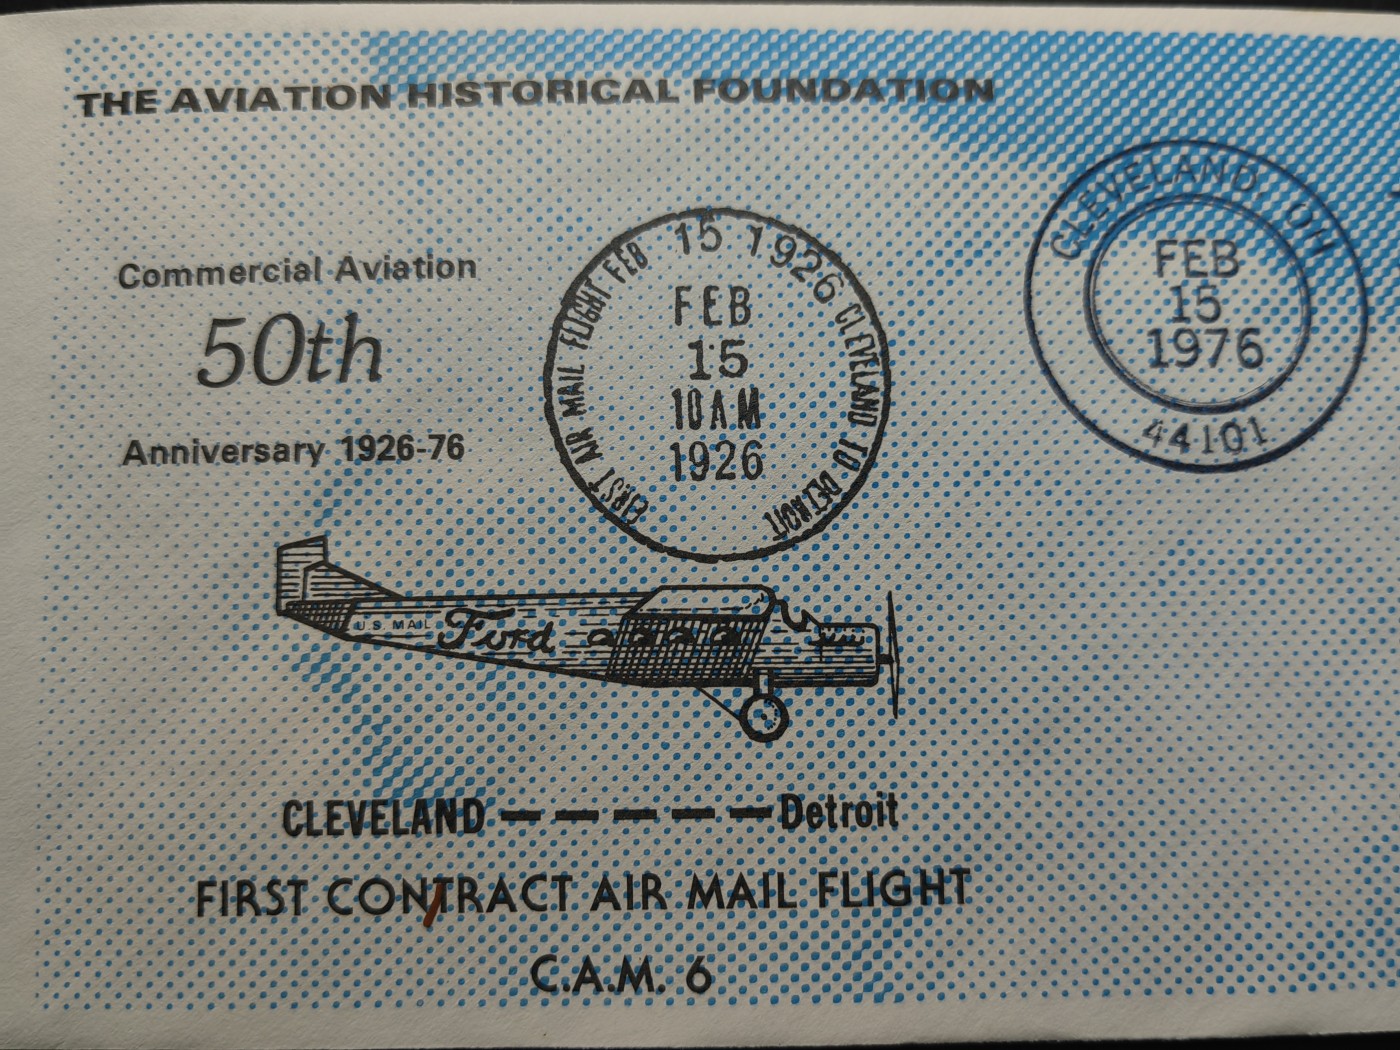 THE AVIATION HISTORICAL FOUNDATION
Commercial Aviation
50th
Anniversary 1926-76
FIRST AIR MAIL FLIGHT FEB 15 1926 CLEVELAND TO DETROIT
FEB
15
10 AM
1926
CLEVELAND, OH
FEB
15
1976
44101
U.S. MAIL
Ford
CLEVELAND – – – – – Detroit
FIRST CONTRACT AIR MAIL FLIGHT
C.A.M. 6